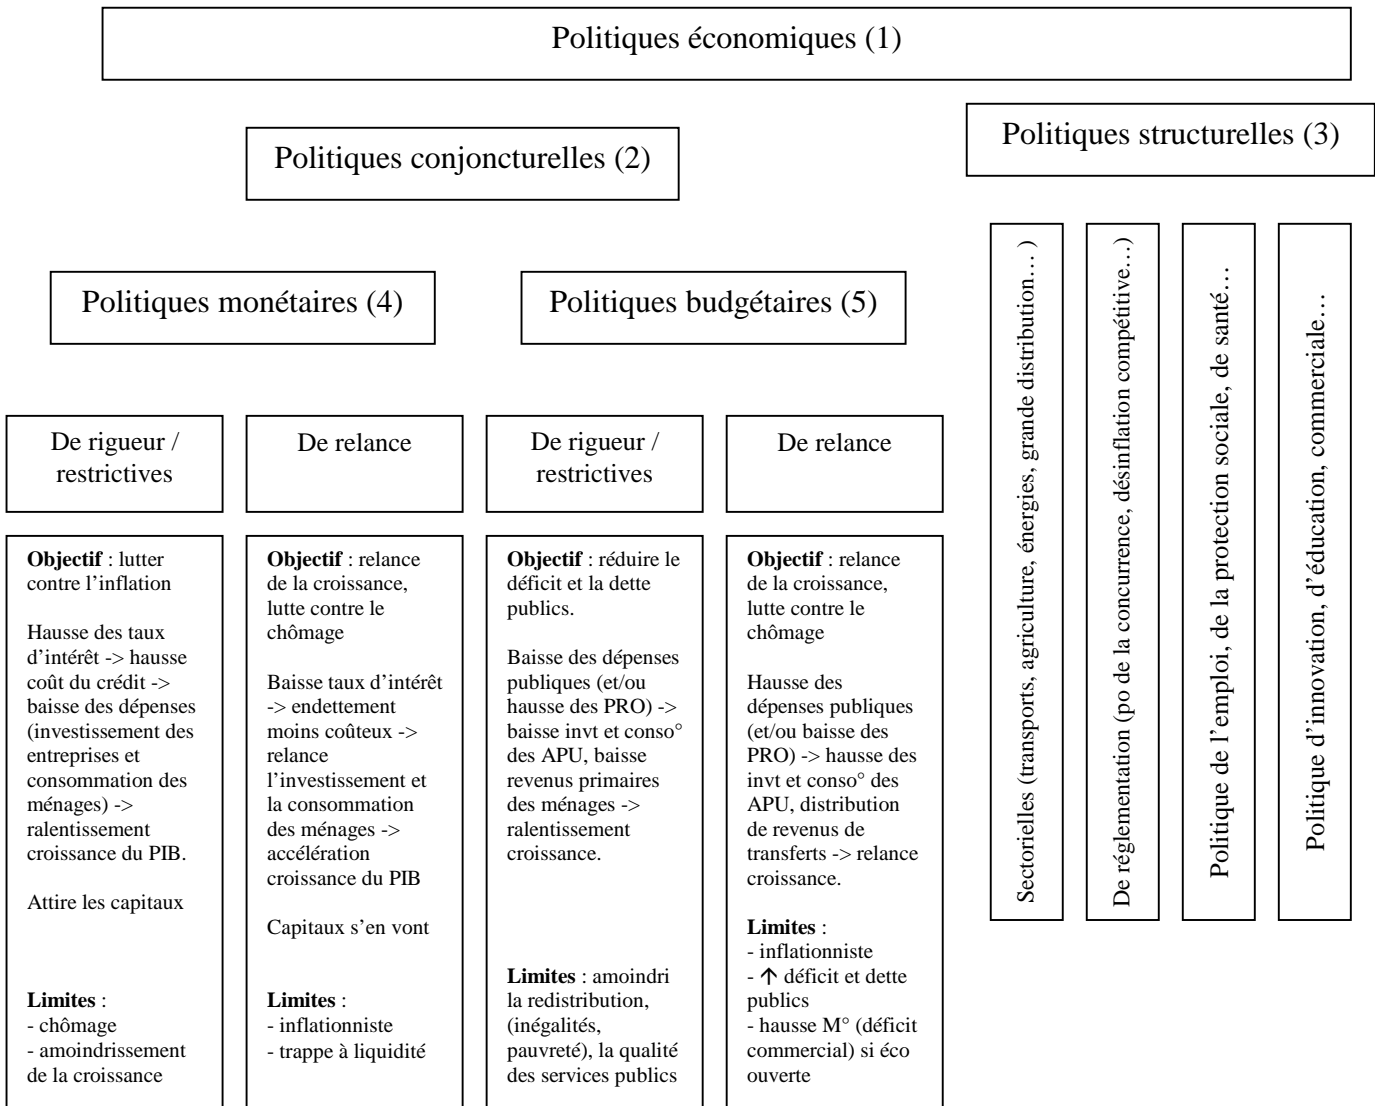 Politiques économiques (1)
Politiques conjoncturelles (2)
Politiques structurelles (3)
Politiques monétaires (4)
Politiques budgétaires (5)
De rigueur /
restrictives
De relance
De rigueur /
restrictives
De relance
Objectif : lutter
contre l’inflation
Hausse des taux
d’intérêt -> hausse
coût du crédit ->
baisse des dépenses
(investissement des
entreprises et
consommation des
ménages) ->
ralentissement
croissance du PIB.
Attire les capitaux
Limites :
- chômage
- amoindrissement
de la croissance
Objectif : relance
de la croissance,
lutte contre le
chômage
Baisse taux d’intérêt
-> endettement
moins coûteux ->
relance
l’investissement et
la consommation
des ménages ->
accélération
croissance du PIB
Capitaux s’en vont
Limites :
- inflationniste
- trappe à liquidité
Objectif : réduire le
déficit et la dette
publics.
Baisse des dépenses
publiques (et/ou
hausse des PRO) ->
baisse invt et conso°
des APU, baisse
revenus primaires
des ménages ->
ralentissement
croissance.
Limites : amoindri
la redistribution,
(inégalités,
pauvreté), la qualité
des services publics
Objectif : relance
de la croissance,
lutte contre le
chômage
Hausse des
dépenses publiques
(et/ou baisse des
PRO) -> hausse des
invt et conso° des
APU, distribution
de revenus de
transferts -> relance
croissance.
Limites :
- inflationniste
- ↑ déficit et dette
publics
- hausse M° (déficit
commercial) si éco
ouverte
Sectorielles (transports, agriculture, énergies, grande distribution… )
De réglementation (po de la concurrence, désinflation compétitive…)
Politique de l’emploi, de la protection sociale, de santé…
Politique d’innovation, d’éducation, commerciale…